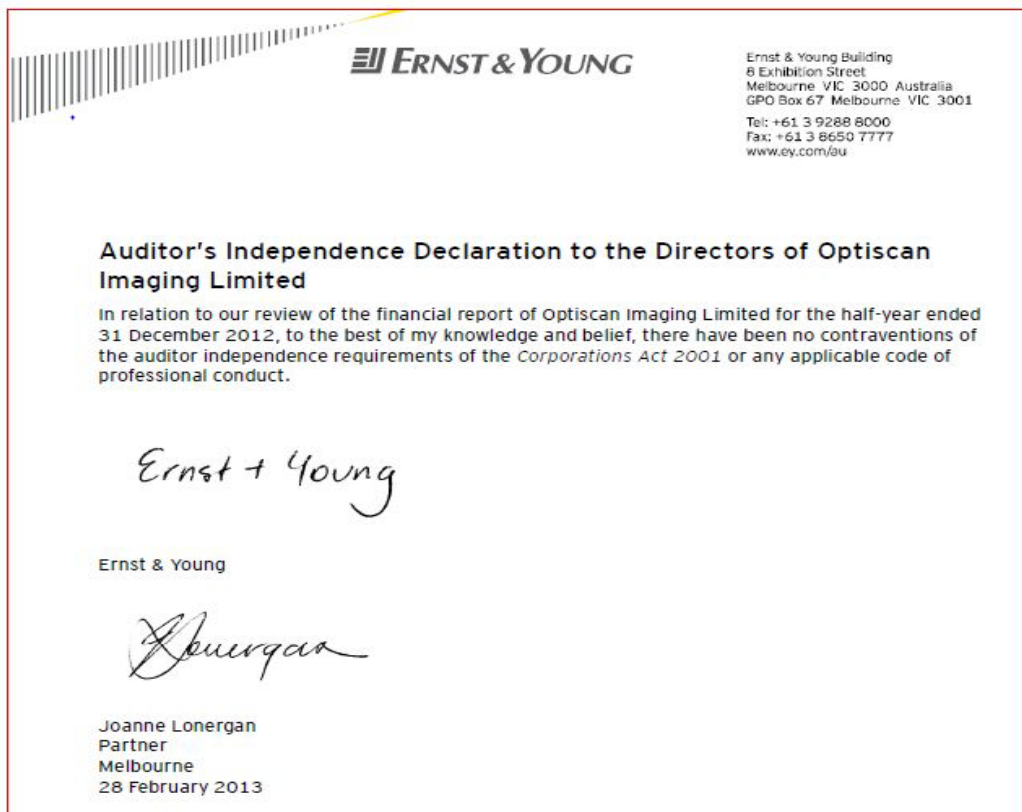 ERNST & YOUNG
Ernst & Young Building
8 Exhibition Street
Melbourne VIC 3000 Australia
GPO Box 67 Melbourne VIC 3001
Tel: +61 3 9288 8000
Fax: +61 3 8650 7777
www.ey.com/au
Auditor's Independence Declaration to the Directors of Optiscan
Imaging Limited
In relation to our review of the financial report of Optiscan Imaging Limited for the half-year ended
31 December 2012, to the best of my knowledge and belief, there have been no contraventions of
the auditor independence requirements of the Corporations Act 2001 or any applicable code of
professional conduct.
Ernst + Young
Ernst & Young
Lonergan
Joanne Lonergan
Partner
Melbourne
28 February 2013